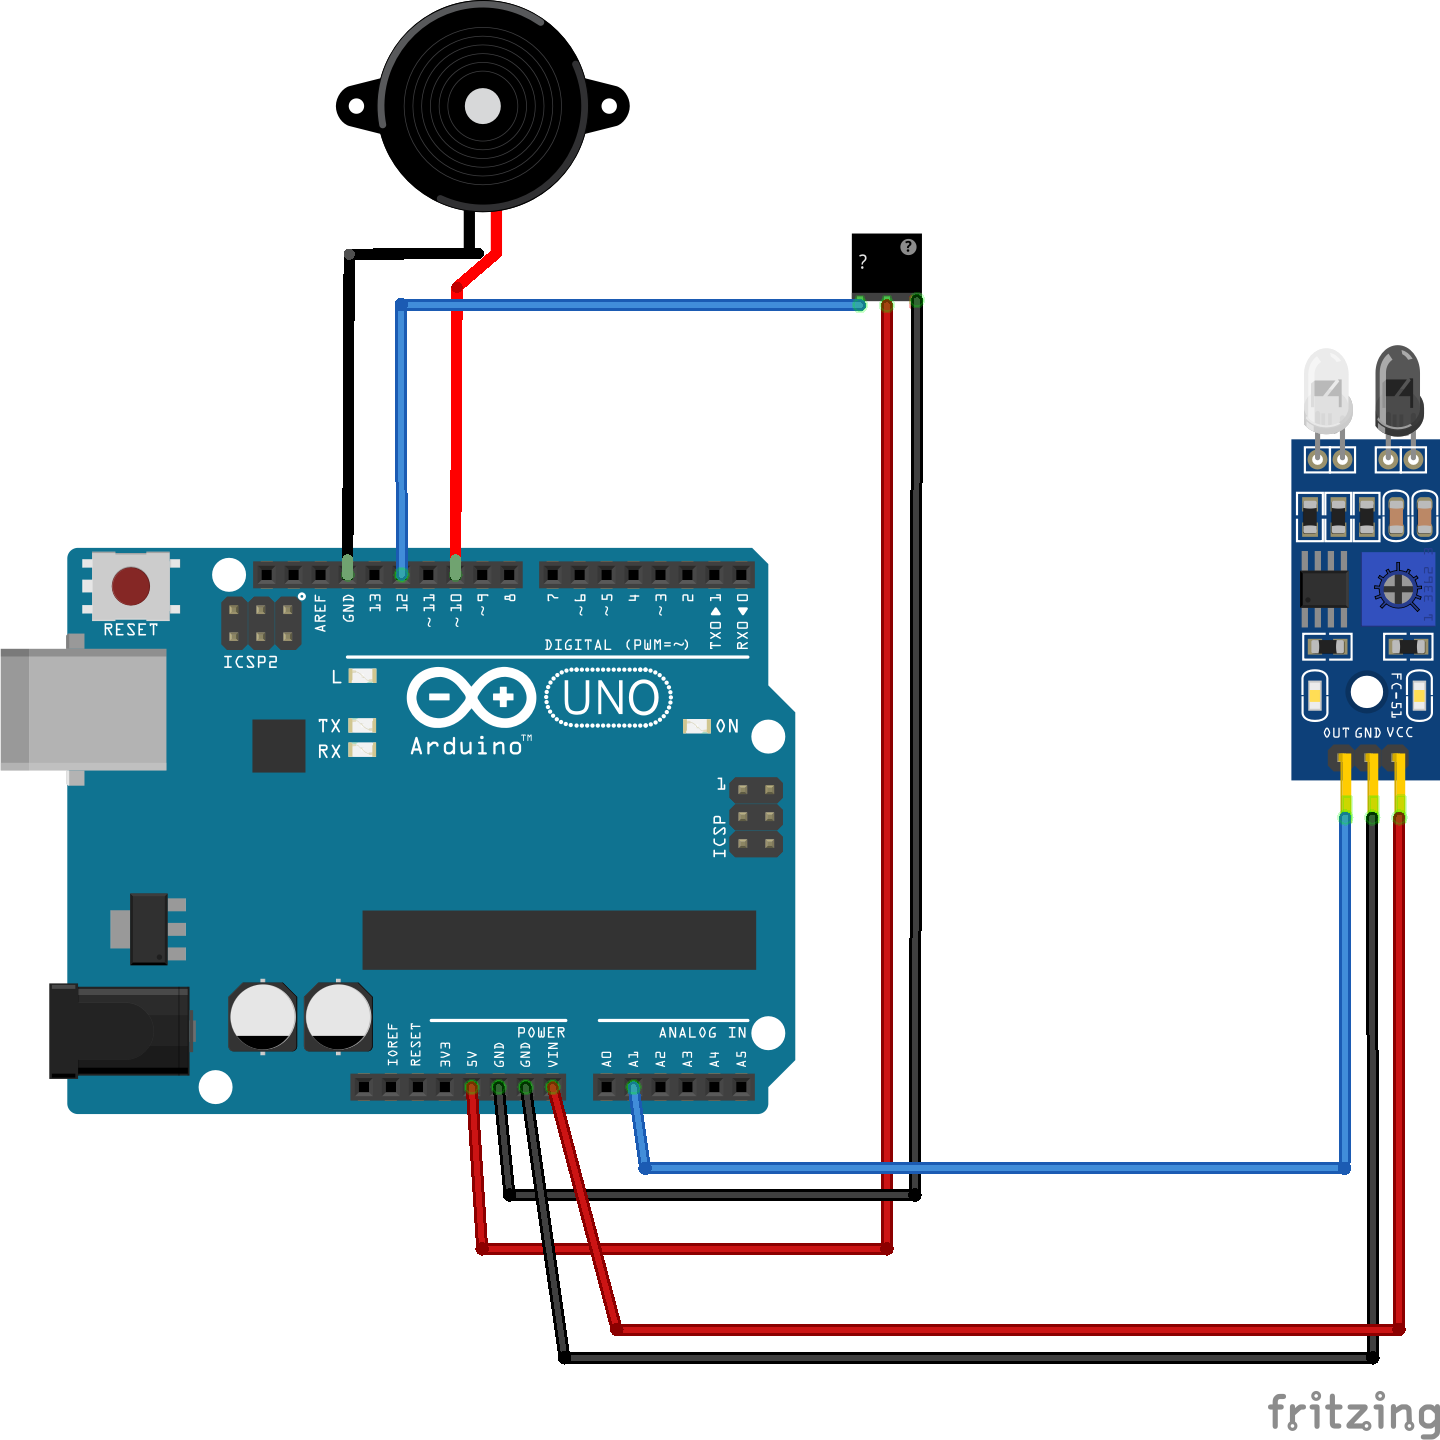 ?
?
RESET
ICSP2
AREF
GND
13
12
~11
~10
~9
8
7
~6
~5
4
~3
2
TX0▶1
RX0◀0
DIGITAL (PWM=~)
L
TX
RX
UNO
ON
Arduino™
1
ICSP
FC-51
OUT GND VCC
IOREF
RESET
3V3
5V
GND
GND
VIN
POWER
A0
A1
A2
A3
A4
A5
ANALOG IN
fritzing